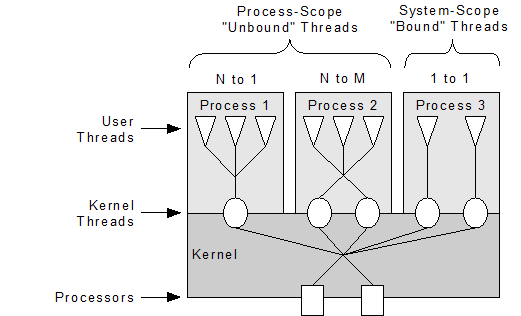 Process-Scope
"Unbound" Threads
System-Scope
"Bound" Threads
N to 1
N to M
1 to 1
Process 1
Process 2
Process 3
User
Threads
Kernel
Threads
Kernel
Processors